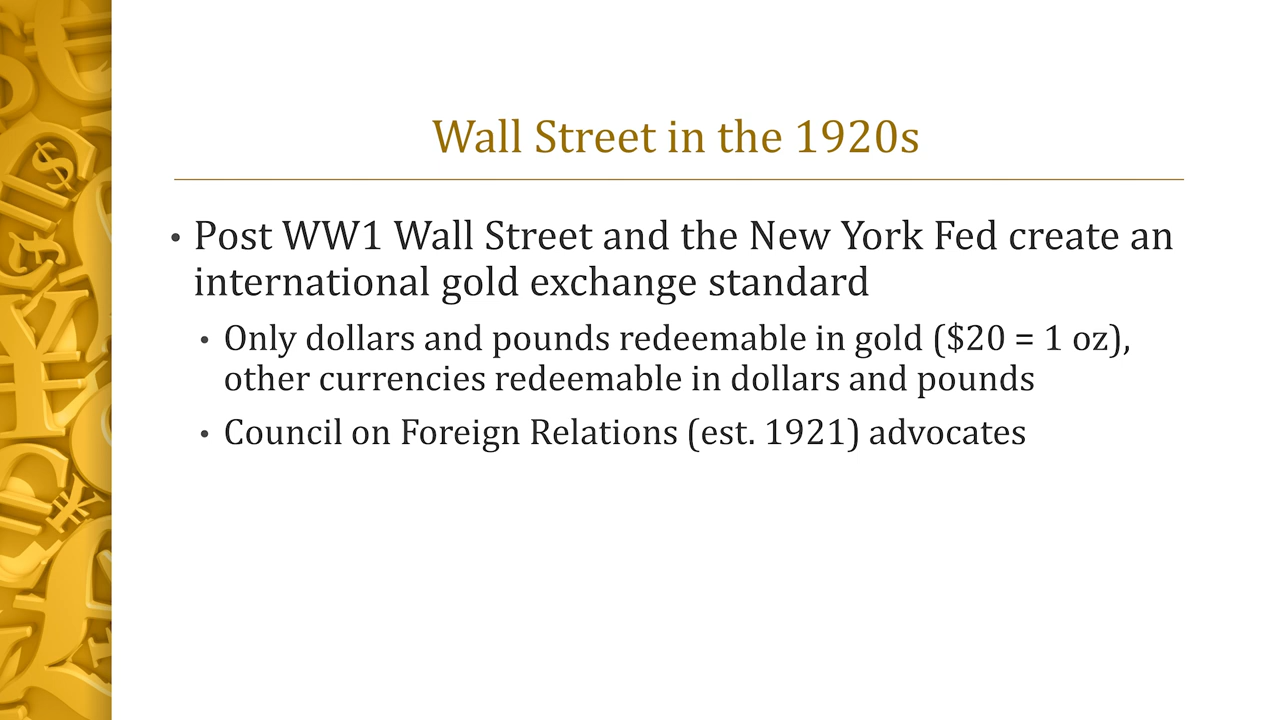 Wall Street in the 1920s
• Post WW1 Wall Street and the New York Fed create an
international gold exchange standard
• Only dollars and pounds redeemable in gold ($20 = 1 oz),
other currencies redeemable in dollars and pounds
• Council on Foreign Relations (est. 1921) advocates